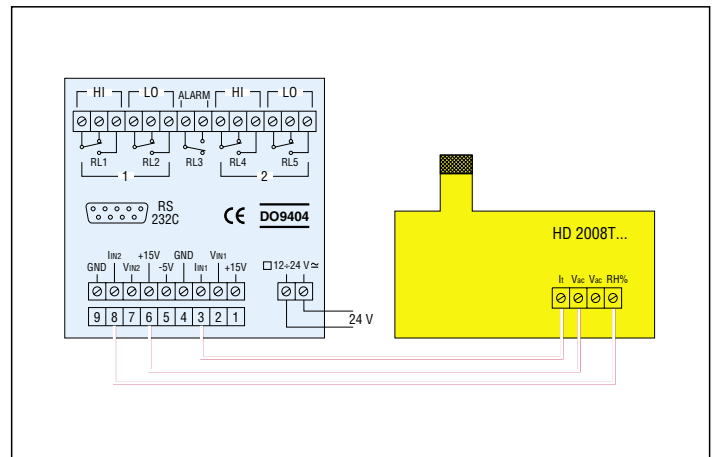 HI LO ALARM HI LO
RL1 RL2 RL3 RL4 RL5
1 2
RS
232C
CE DO9404
IIN2 +15V GND VIN1 12÷24 V≃
GND VIN2 -5V IIN1 +15V
9 8 7 6 5 4 3 2 1
24 V
HD 2008T...
It Vac Vac RH%